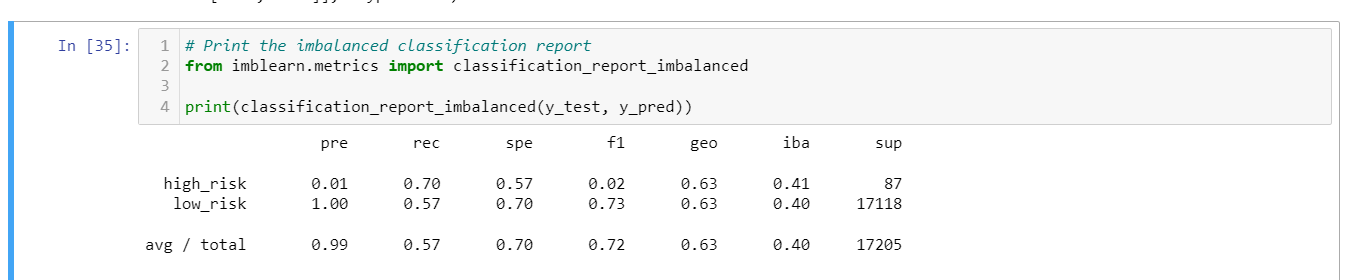 In [35]:
1 # Print the imbalanced classification report
2 from imblearn.metrics import classification_report_imbalanced
3
4 print(classification_report_imbalanced(y_test, y_pred))
pre rec spe f1 geo iba sup
high_risk 0.01 0.70 0.57 0.02 0.63 0.41 87
low_risk 1.00 0.57 0.70 0.73 0.63 0.40 17118
avg / total 0.99 0.57 0.70 0.72 0.63 0.40 17205